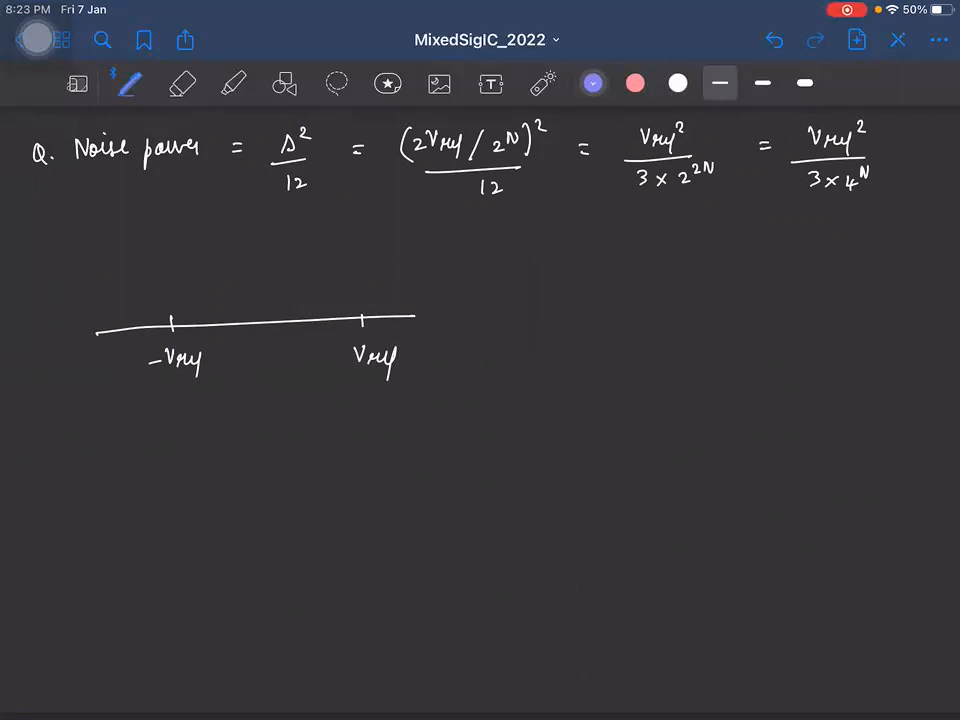 8:23 PM Fri 7 Jan 50%
MixedSigIC_2022
T
Q. Noise power = Δ²/12 = (2Vref / 2^N)²/12 = Vref²/3 × 2^2N = Vref²/3 × 4^N
-Vref Vref